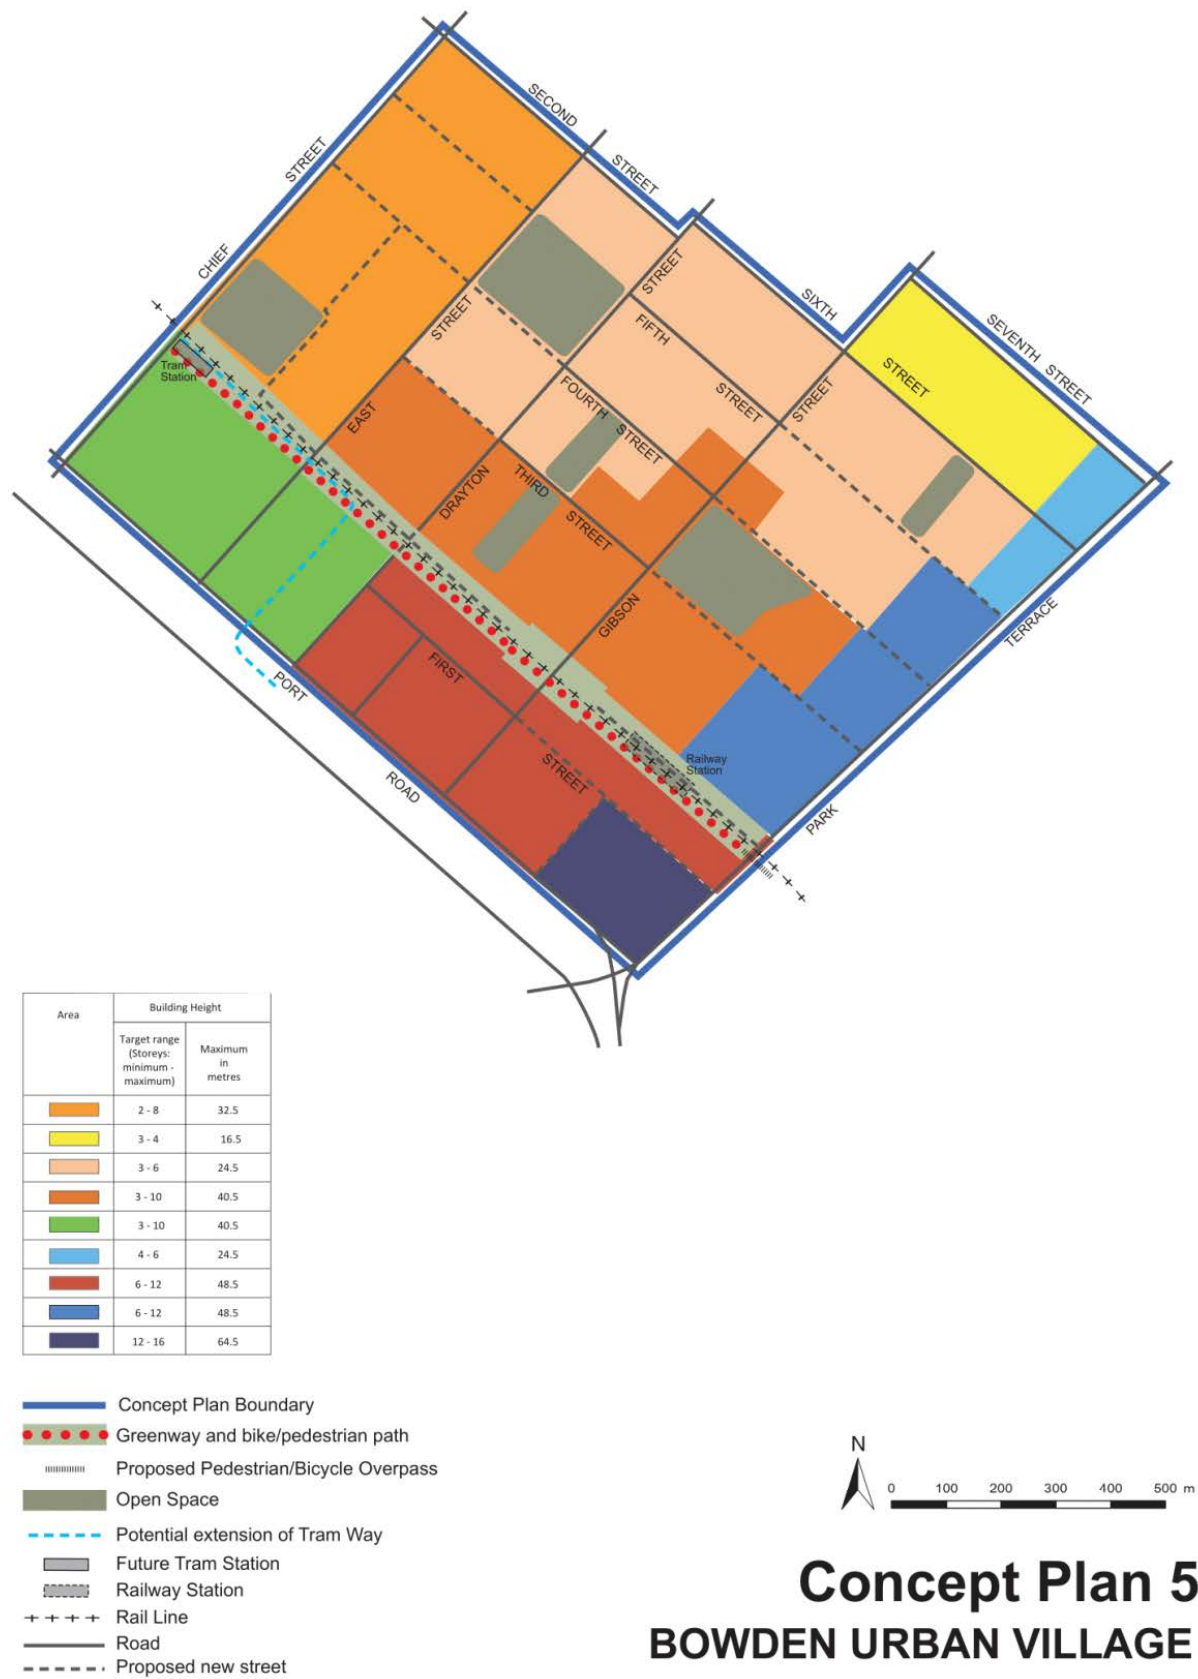 SECOND
STREET
STREET
CHIEF
STREET
SIXTH
SEVENTH STREET
STREET
STREET
FIFTH
STREET
STREET
Tram
Station
FOURTH
STREET
EAST
DRAYTON
THIRD
STREET
GIBSON
TERRACE
FIRST
STREET
PORT
ROAD
Railway
Station
PARK
Area
Building Height
Target range
(Storeys:
minimum -
maximum)
Maximum
in
metres
2 - 8 32.5
3 - 4 16.5
3 - 6 24.5
3 - 10 40.5
3 - 10 40.5
4 - 6 24.5
6 - 12 48.5
6 - 12 48.5
12 - 16 64.5
Concept Plan Boundary
Greenway and bike/pedestrian path
Proposed Pedestrian/Bicycle Overpass
Open Space
Potential extension of Tram Way
Future Tram Station
Railway Station
Rail Line
Road
Proposed new street
N
0 100 200 300 400 500 m
Concept Plan 5
BOWDEN URBAN VILLAGE